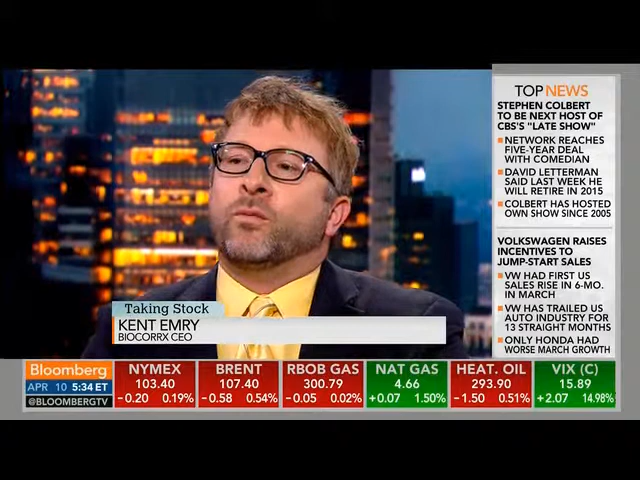 TOP NEWS
STEPHEN COLBERT
TO BE NEXT HOST OF
CBS'S "LATE SHOW"
NETWORK REACHES
FIVE-YEAR DEAL
WITH COMEDIAN
DAVID LETTERMAN
SAID LAST WEEK HE
WILL RETIRE IN 2015
COLBERT HAS HOSTED
OWN SHOW SINCE 2005
VOLKSWAGEN RAISES
INCENTIVES TO
JUMP-START SALES
VW HAD FIRST US
SALES RISE IN 6-MO.
IN MARCH
VW HAS TRAILED US
AUTO INDUSTRY FOR
13 STRAIGHT MONTHS
ONLY HONDA HAD
WORSE MARCH GROWTH
Taking Stock
KENT EMRY
BIOCORRX CEO
Bloomberg
APR 10 5:34 ET
@BLOOMBERGTV
NYMEX
103.40
-0.20 0.19%
BRENT
107.40
-0.58 0.54%
RBOB GAS
300.79
-0.05 0.02%
NAT GAS
4.66
+0.07 1.50%
HEAT. OIL
293.90
-1.50 0.51%
VIX (C)
15.89
+2.07 14.98%